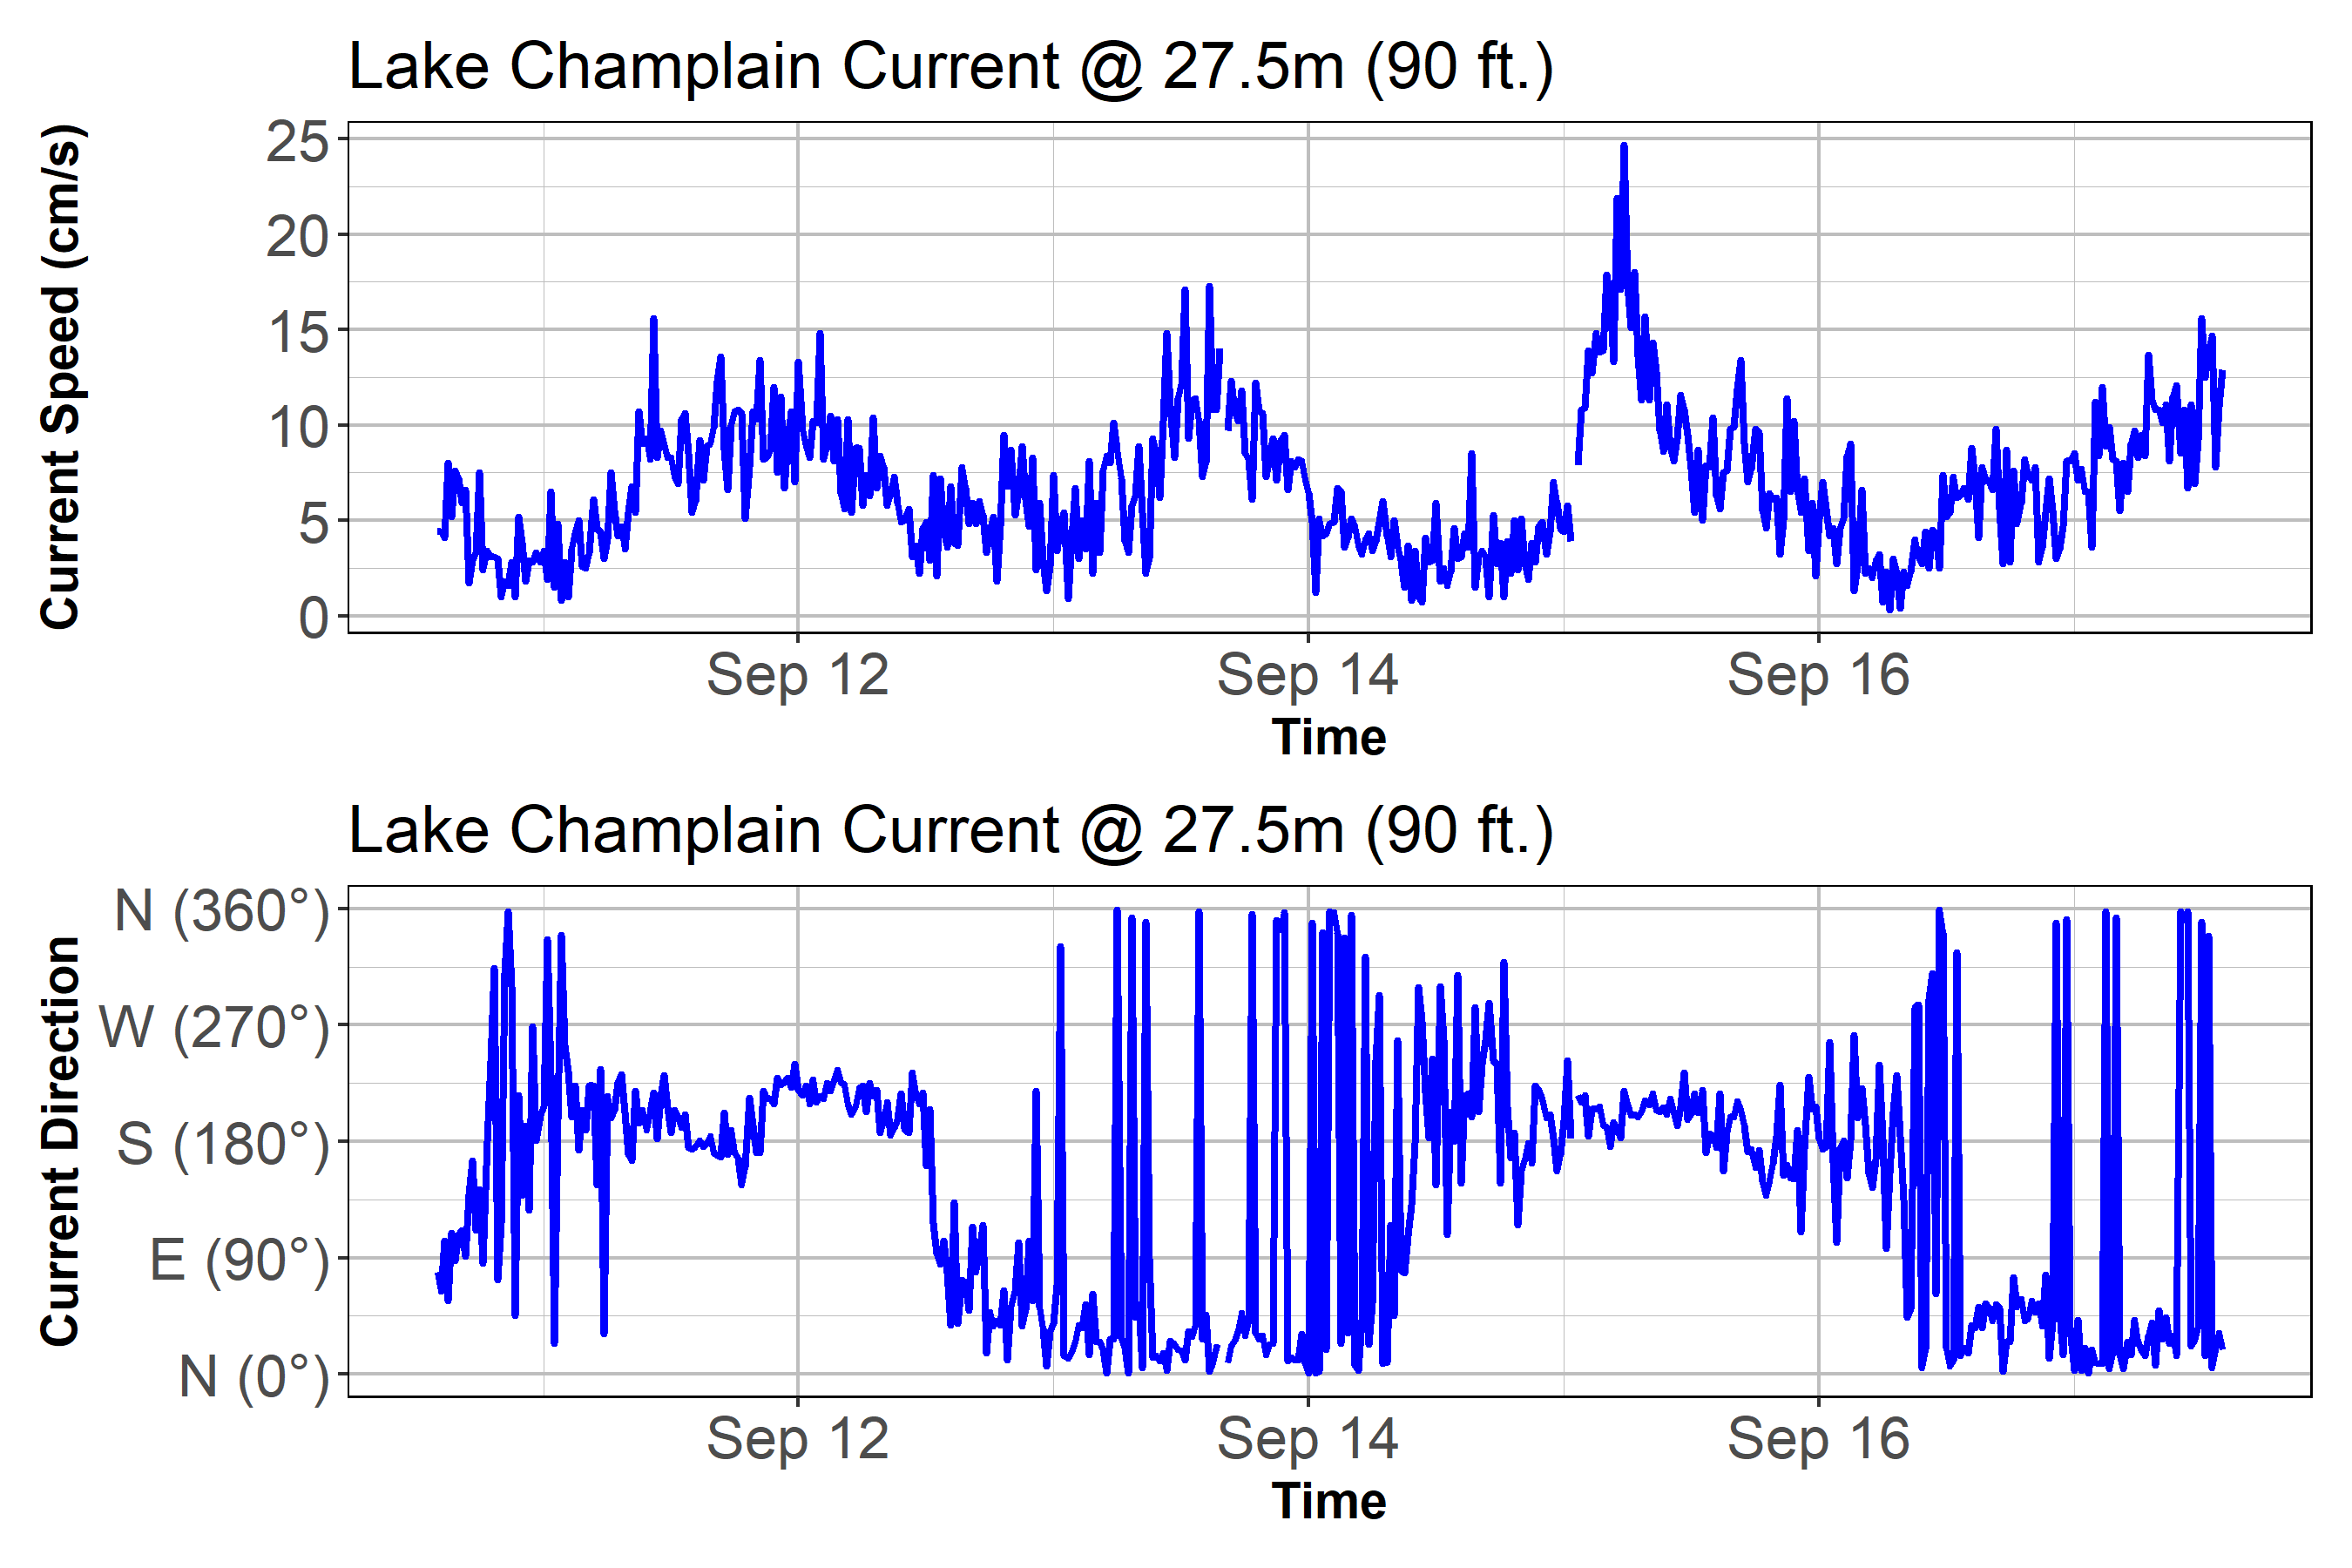 Lake Champlain Current @ 27.5m (90 ft.)
Current Speed (cm/s)
25
20
15
10
5
0
Sep 12
Sep 14
Sep 16
Time
Lake Champlain Current @ 27.5m (90 ft.)
Current Direction
N (360°)
W (270°)
S (180°)
E (90°)
N (0°)
Sep 12
Sep 14
Sep 16
Time